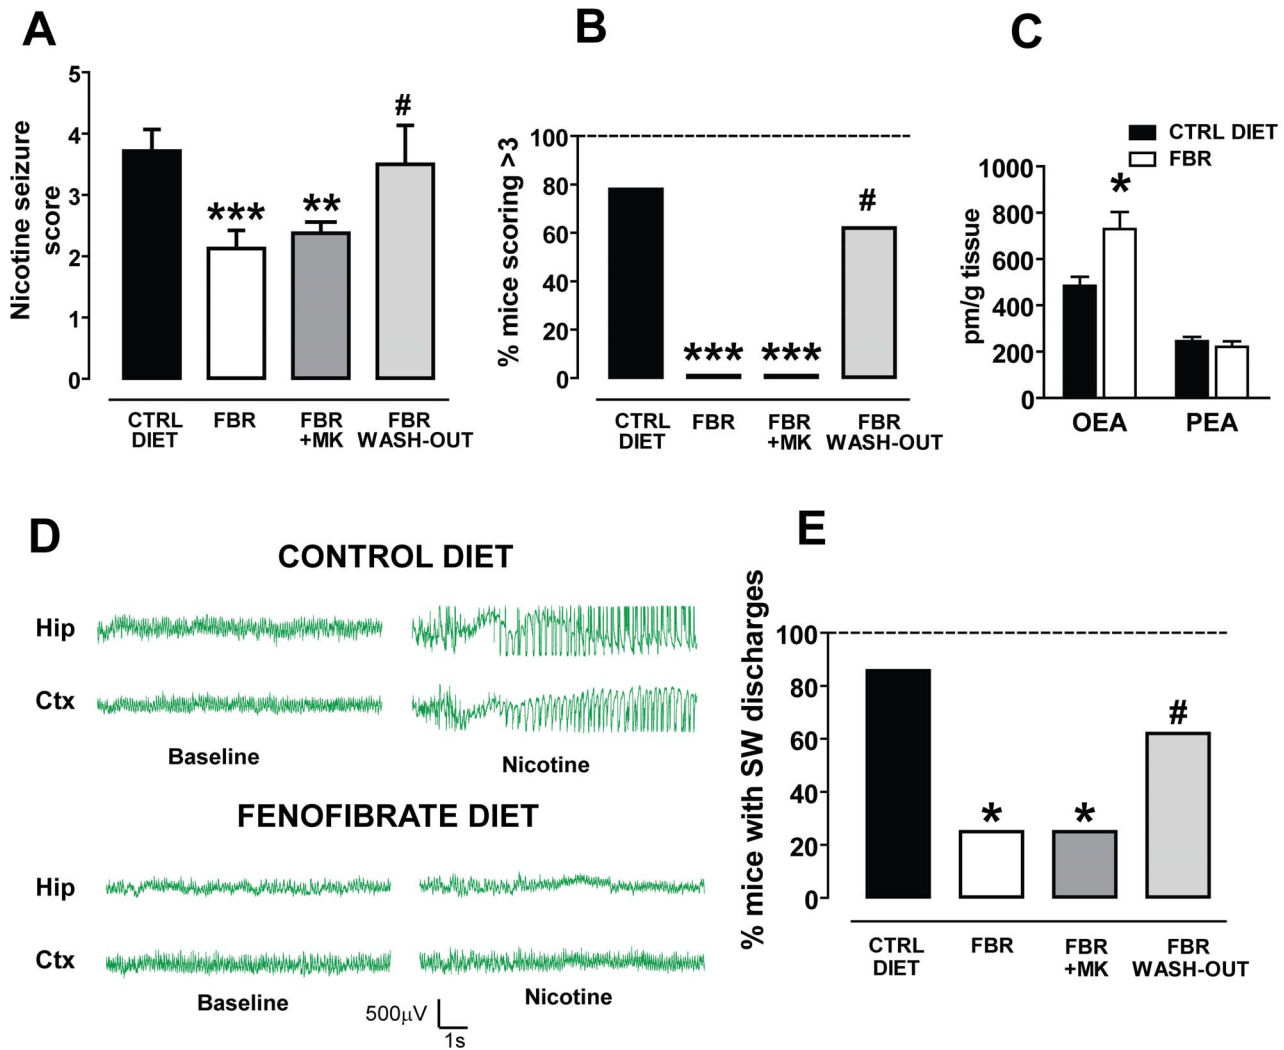 A
Nicotine seizure
score
5
4
3
2
1
0
***
**
#
CTRL
DIET
FBR
FBR
+MK
FBR
WASH-OUT
B
% mice scoring >3
100
80
60
40
20
0
***
***
#
CTRL
DIET
FBR
FBR
+MK
FBR
WASH-OUT
C
CTRL DIET
FBR
pm/g tissue
1000
800
600
400
200
0
*
OEA
PEA
D
CONTROL DIET
Hip
Ctx
Baseline
Nicotine
FENOFIBRATE DIET
Hip
Ctx
Baseline
Nicotine
500µV
1s
E
% mice with SW discharges
100
80
60
40
20
0
*
*
#
CTRL
DIET
FBR
FBR
+MK
FBR
WASH-OUT